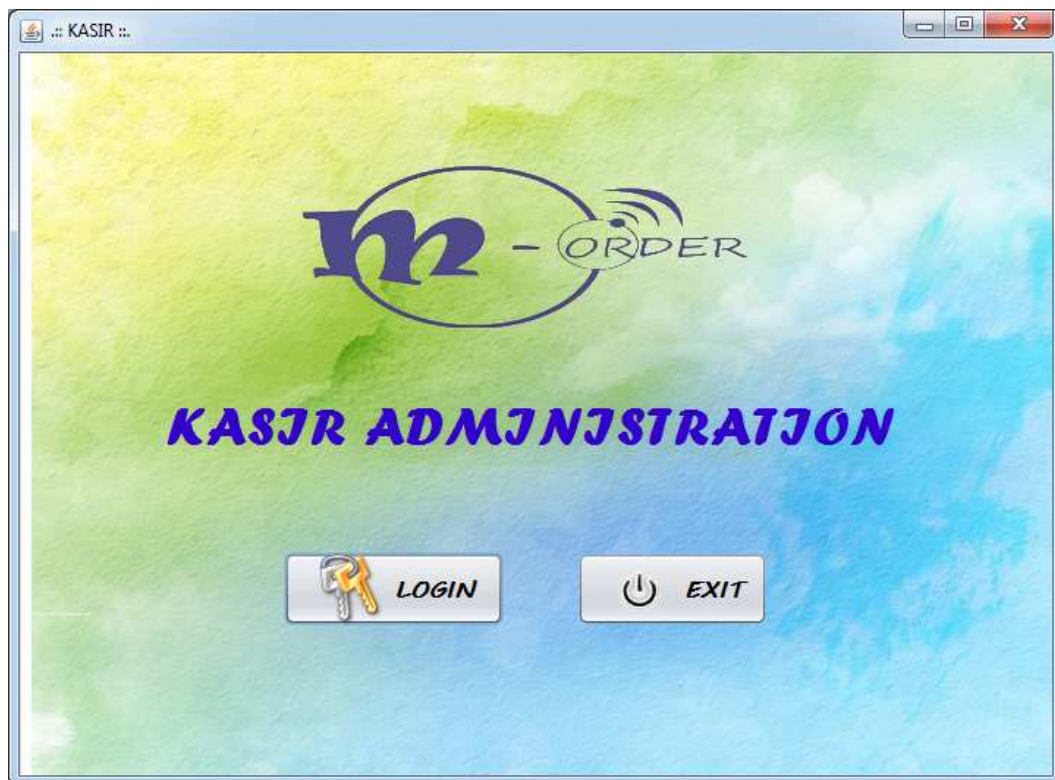 .:: KASIR ::.
m - ORDER
KASIR ADMINISTRATION
LOGIN
EXIT